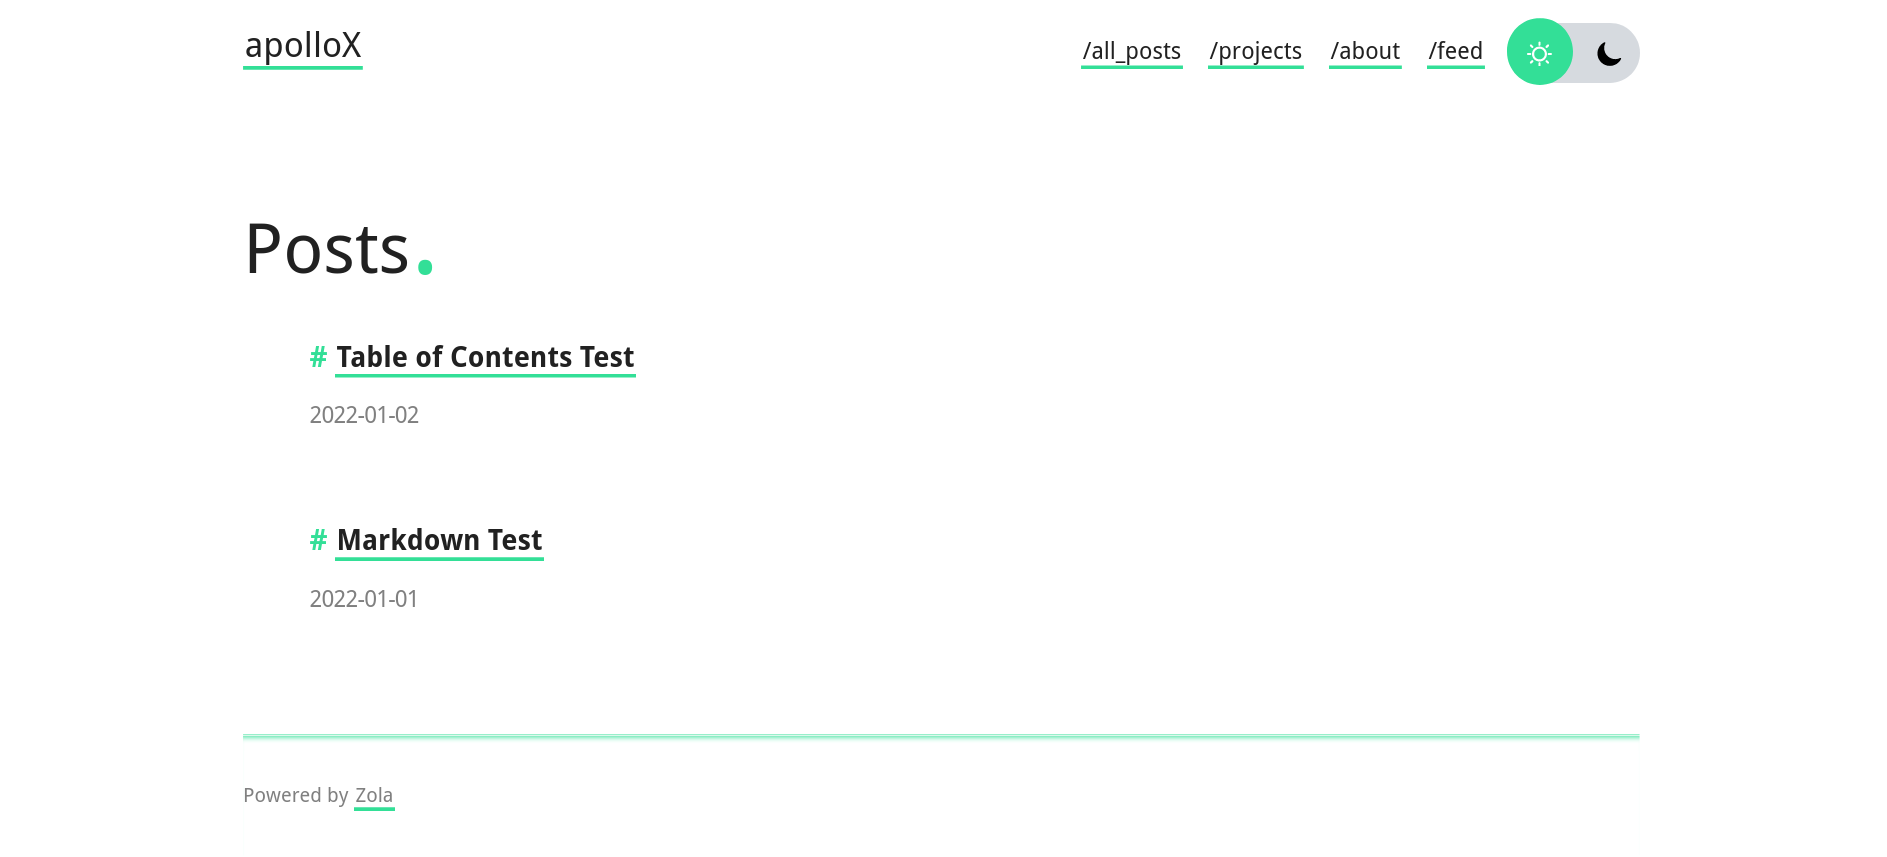 apolloX
/all_posts /projects /about /feed
Posts.
# Table of Contents Test
2022-01-02
# Markdown Test
2022-01-01
Powered by Zola